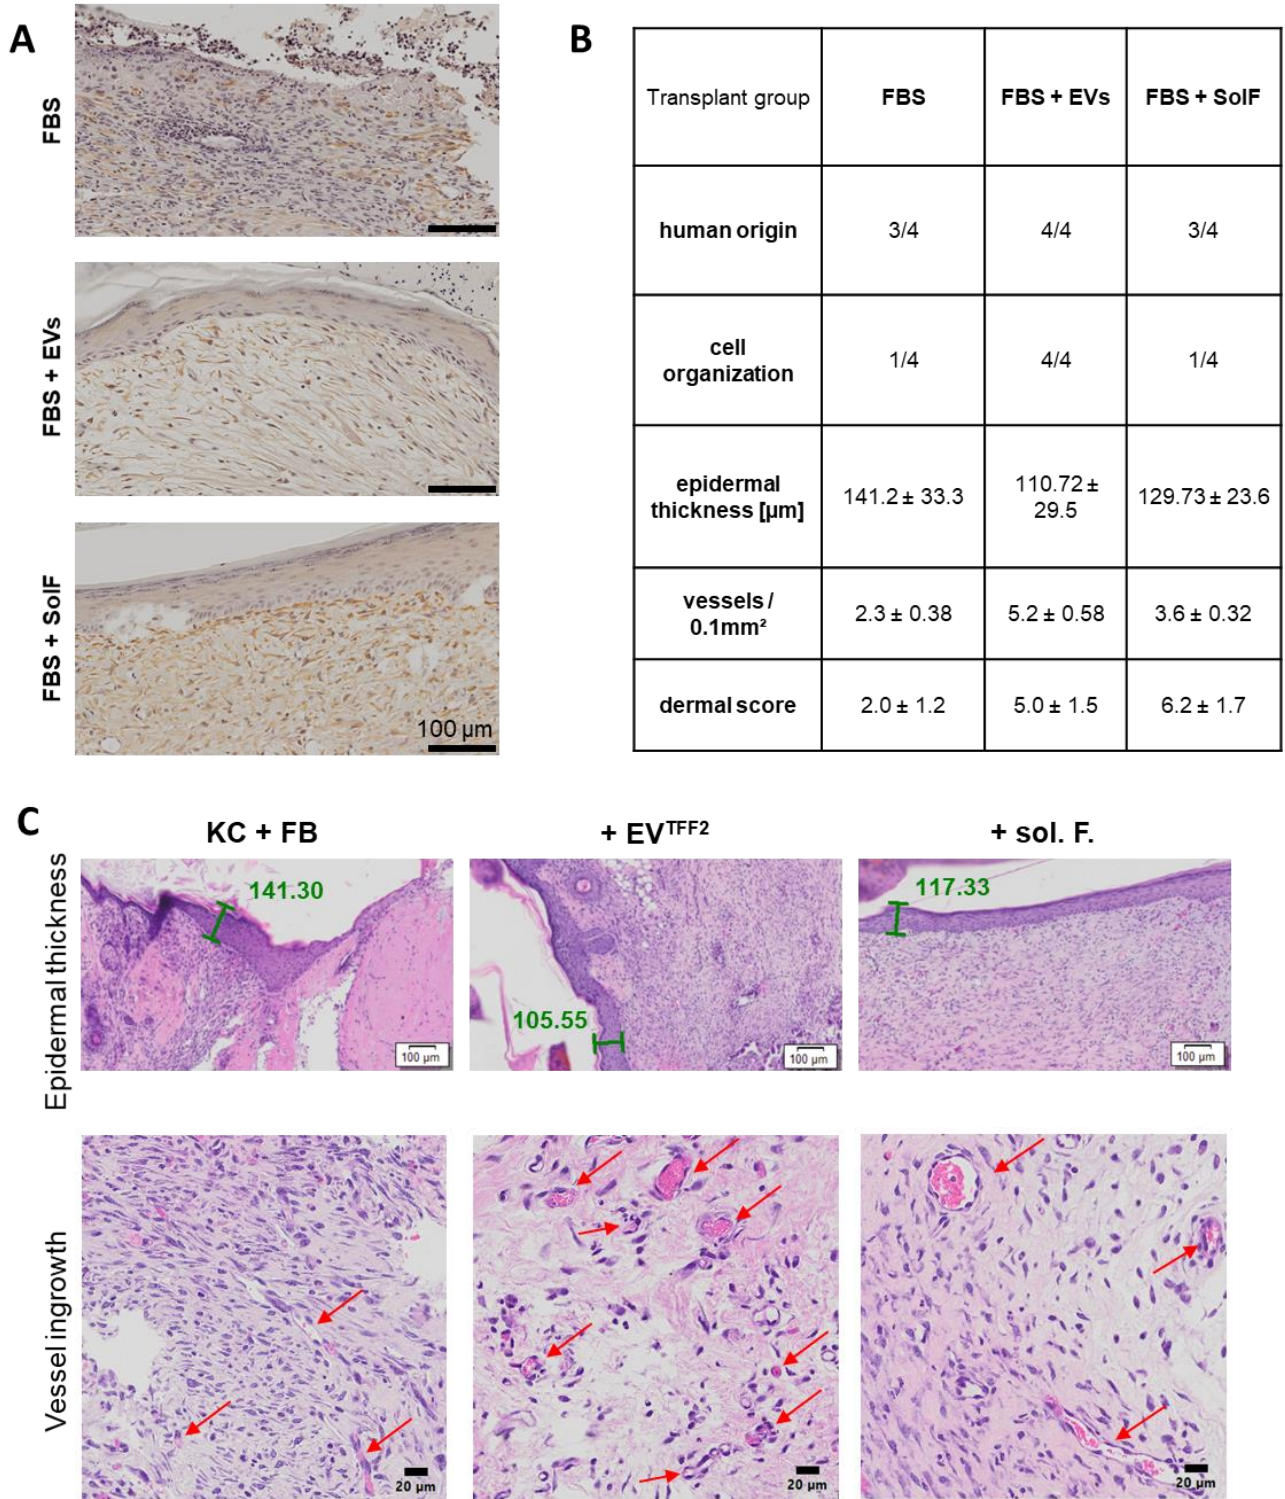 A
FBS
FBS + EVs
FBS + SolF
100 µm
B
Transplant group
FBS
FBS + EVs
FBS + SolF
human origin
3/4
4/4
3/4
cell
organization
1/4
4/4
1/4
epidermal
thickness [µm]
141.2 ± 33.3
110.72 ±
29.5
129.73 ± 23.6
vessels /
0.1mm²
2.3 ± 0.38
5.2 ± 0.58
3.6 ± 0.32
dermal score
2.0 ± 1.2
5.0 ± 1.5
6.2 ± 1.7
C
KC + FB
+ EVᵀᶠᶠ²
+ sol. F.
Epidermal thickness
141.30
100 µm
105.55
100 µm
117.33
100 µm
Vessel ingrowth
20 µm
20 µm
20 µm